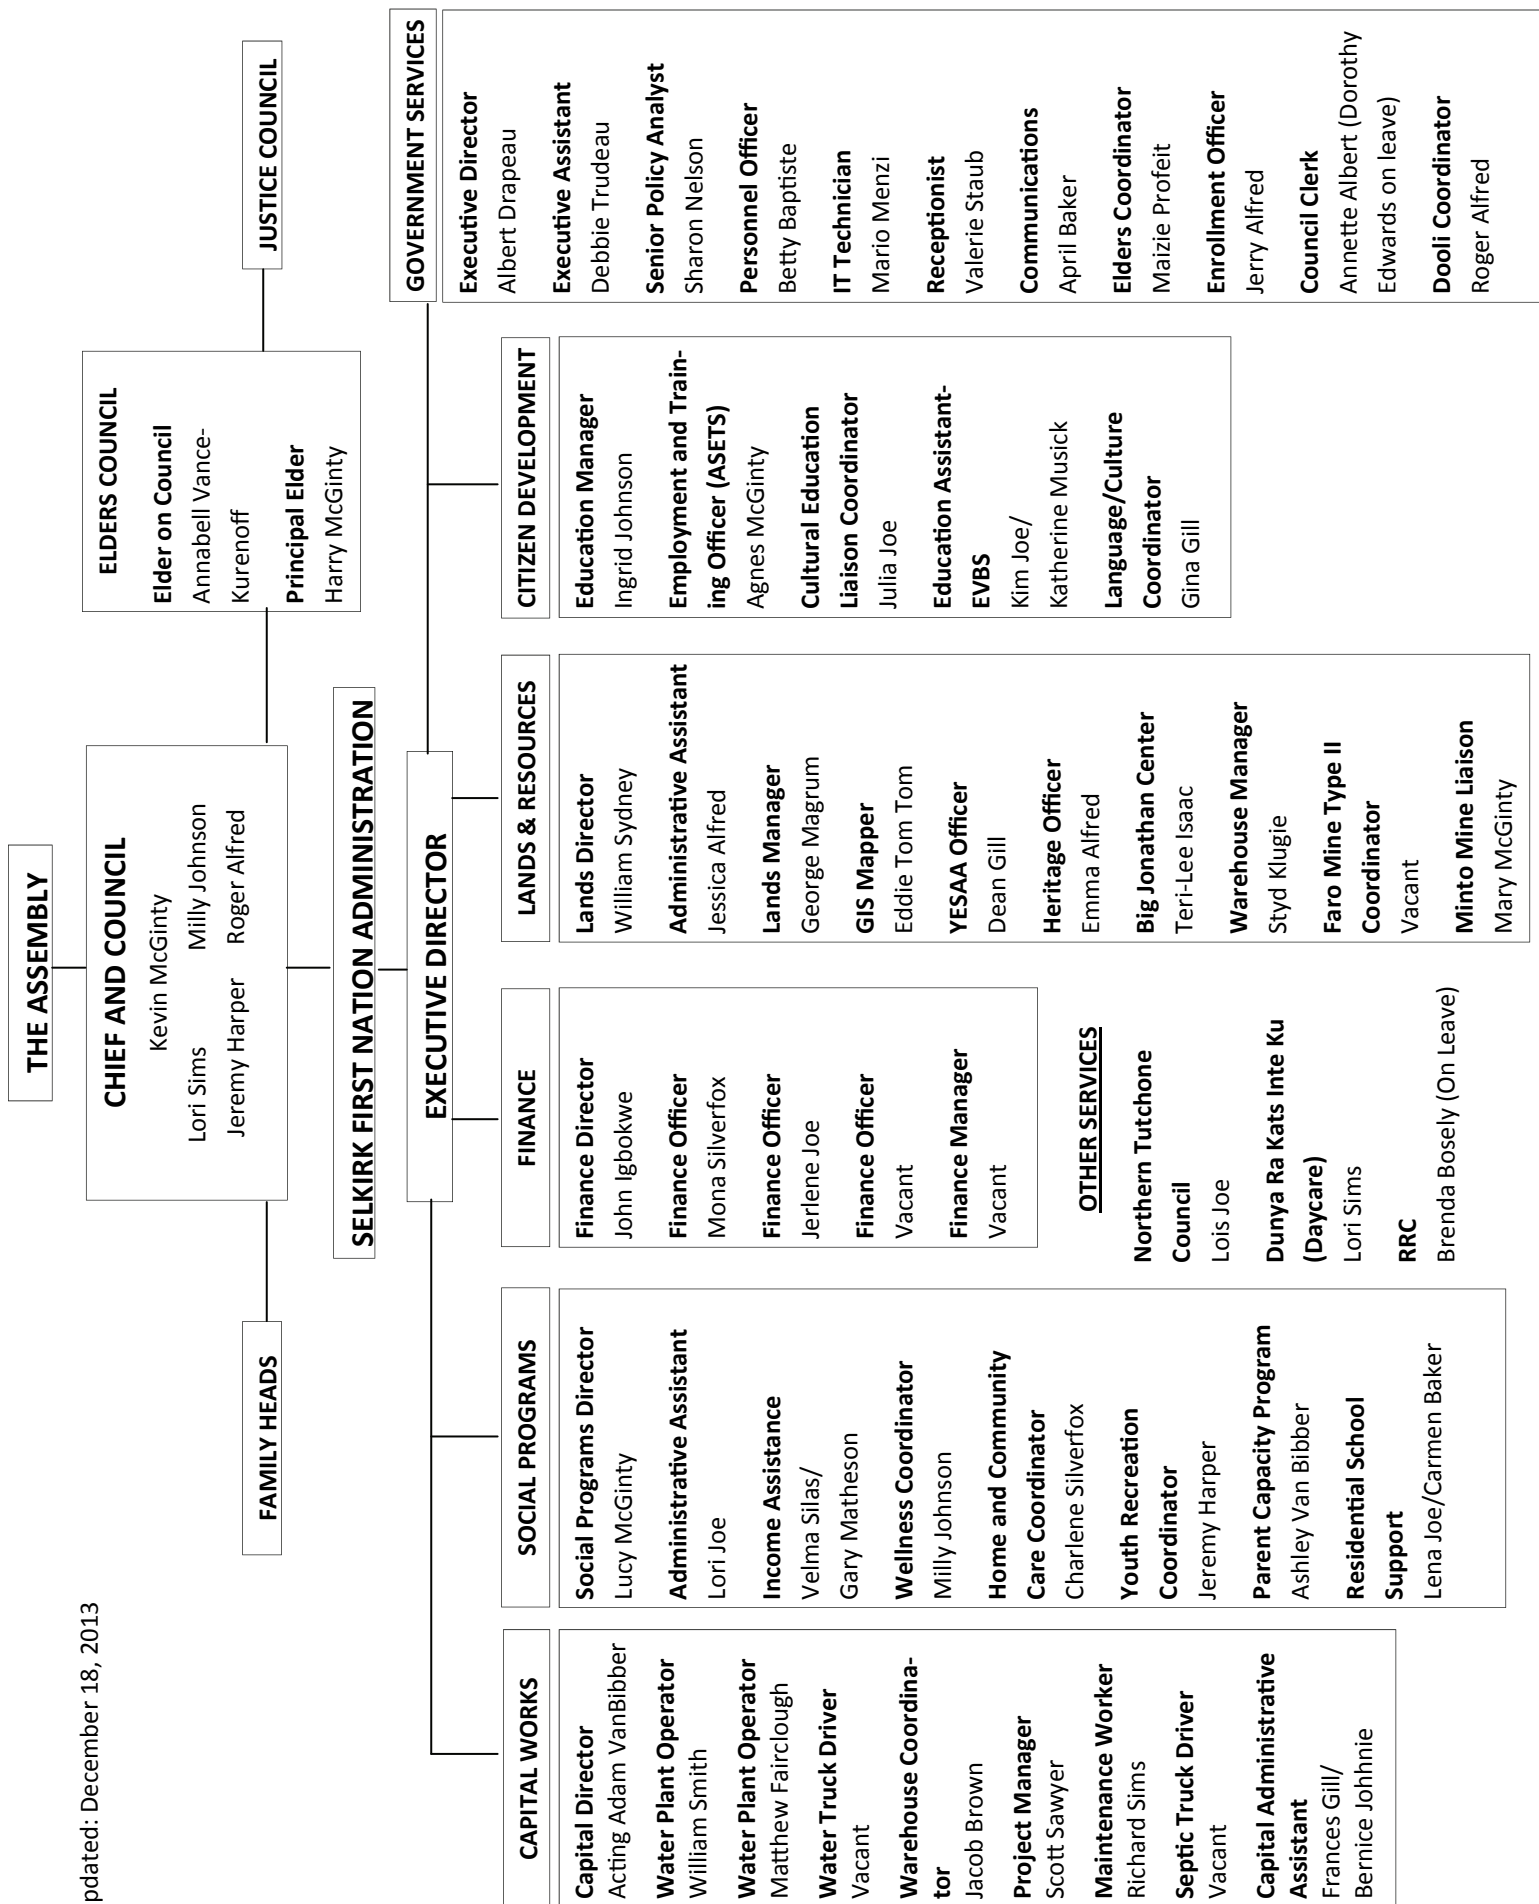 pdated: December 18, 2013
THE ASSEMBLY
CHIEF AND COUNCIL
Kevin McGinty
Lori Sims Milly Johnson
Jeremy Harper Roger Alfred
FAMILY HEADS
ELDERS COUNCIL
Elder on Council
Annabell Vance-
Kurenoff
Principal Elder
Harry McGinty
JUSTICE COUNCIL
SELKIRK FIRST NATION ADMINISTRATION
EXECUTIVE DIRECTOR
CAPITAL WORKS
Capital Director
Acting Adam VanBibber
Water Plant Operator
William Smith
Water Plant Operator
Matthew Fairclough
Water Truck Driver
Vacant
Warehouse Coordina-
tor
Jacob Brown
Project Manager
Scott Sawyer
Maintenance Worker
Richard Sims
Septic Truck Driver
Vacant
Capital Administrative
Assistant
Frances Gill/
Bernice Johhnie
SOCIAL PROGRAMS
Social Programs Director
Lucy McGinty
Administrative Assistant
Lori Joe
Income Assistance
Velma Silas/
Gary Matheson
Wellness Coordinator
Milly Johnson
Home and Community
Care Coordinator
Charlene Silverfox
Youth Recreation
Coordinator
Jeremy Harper
Parent Capacity Program
Ashley Van Bibber
Residential School
Support
Lena Joe/Carmen Baker
FINANCE
Finance Director
John Igbokwe
Finance Officer
Mona Silverfox
Finance Officer
Jerlene Joe
Finance Officer
Vacant
Finance Manager
Vacant
OTHER SERVICES
Northern Tutchone
Council
Lois Joe
Dunya Ra Kats Inte Ku
(Daycare)
Lori Sims
RRC
Brenda Bosely (On Leave)
LANDS & RESOURCES
Lands Director
William Sydney
Administrative Assistant
Jessica Alfred
Lands Manager
George Magrum
GIS Mapper
Eddie Tom Tom
YESAA Officer
Dean Gill
Heritage Officer
Emma Alfred
Big Jonathan Center
Teri-Lee Isaac
Warehouse Manager
Styd Klugie
Faro Mine Type II
Coordinator
Vacant
Minto Mine Liaison
Mary McGinty
CITIZEN DEVELOPMENT
Education Manager
Ingrid Johnson
Employment and Train-
ing Officer (ASETS)
Agnes McGinty
Cultural Education
Liaison Coordinator
Julia Joe
Education Assistant-
EVBS
Kim Joe/
Katherine Musick
Language/Culture
Coordinator
Gina Gill
GOVERNMENT SERVICES
Executive Director
Albert Drapeau
Executive Assistant
Debbie Trudeau
Senior Policy Analyst
Sharon Nelson
Personnel Officer
Betty Baptiste
IT Technician
Mario Menzi
Receptionist
Valerie Staub
Communications
April Baker
Elders Coordinator
Maizie Profeit
Enrollment Officer
Jerry Alfred
Council Clerk
Annette Albert (Dorothy
Edwards on leave)
Dooli Coordinator
Roger Alfred